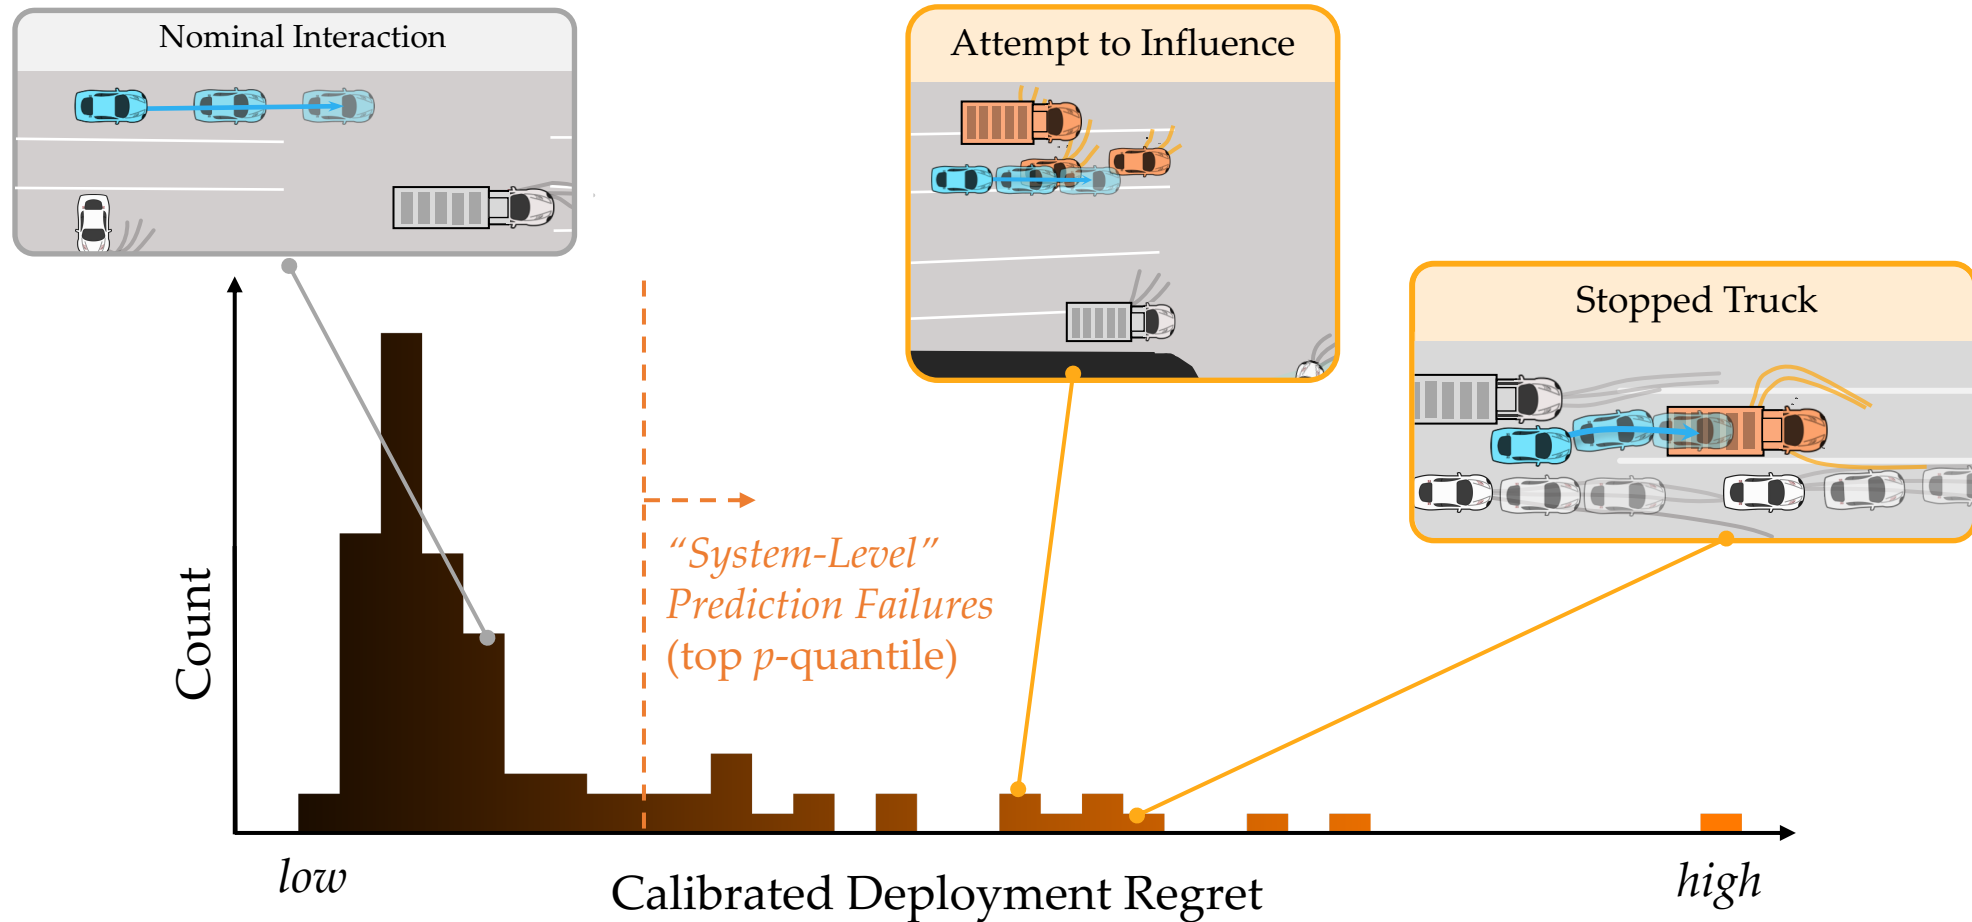 Nominal Interaction
Attempt to Influence
Stopped Truck
“System-Level”
Prediction Failures
(top p-quantile)
Count
low
Calibrated Deployment Regret
high